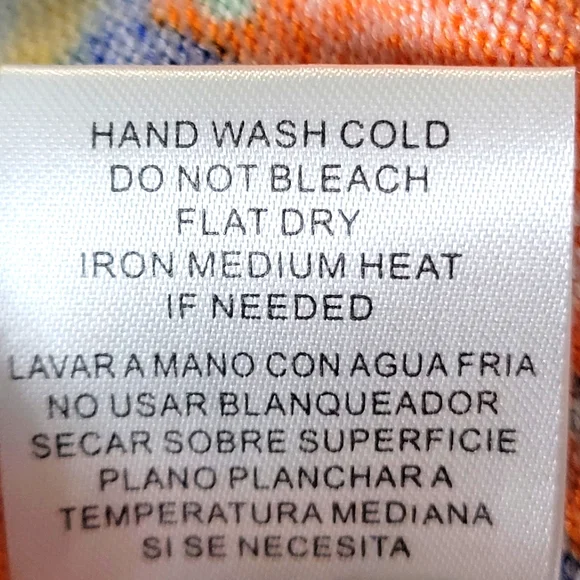 HAND WASH COLD
DO NOT BLEACH
FLAT DRY
IRON MEDIUM HEAT
IF NEEDED
LAVAR A MANO CON AGUA FRIA
NO USAR BLANQUEADOR
SECAR SOBRE SUPERFICIE
PLANO PLANCHAR A
TEMPERATURA MEDIANA
SI SE NECESITA